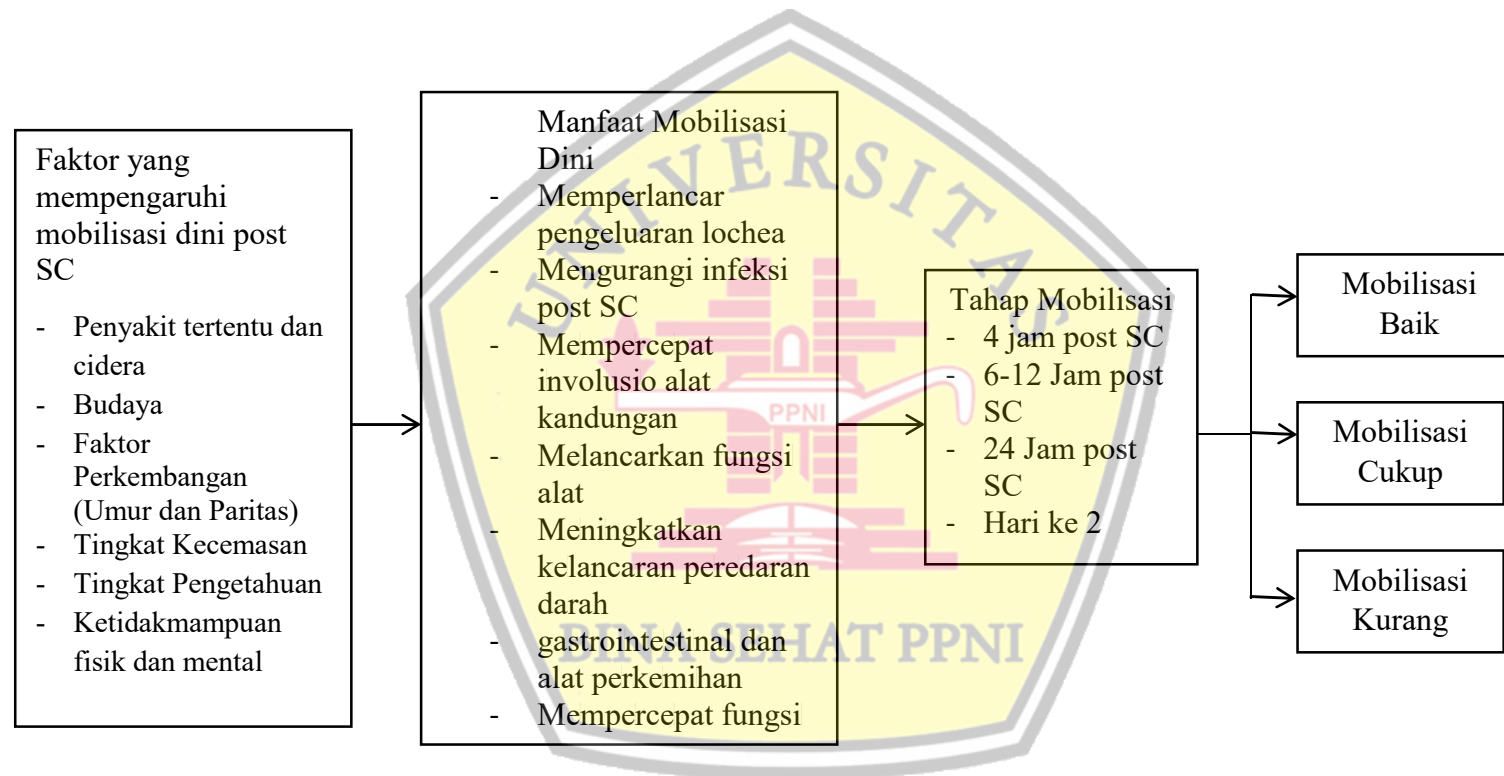 Faktor yang
mempengaruhi
mobilisasi dini post
SC
- Penyakit tertentu dan
cidera
- Budaya
- Faktor
Perkembangan
(Umur dan Paritas)
- Tingkat Kecemasan
- Tingkat Pengetahuan
- Ketidakmampuan
fisik dan mental
Manfaat Mobilisasi
Dini
- Memperlancar
pengeluaran lochea
- Mengurangi infeksi
post SC
- Mempercepat
involusio alat
kandungan
- Melancarkan fungsi
alat
- Meningkatkan
kelancaran peredaran
darah
- gastrointestinal dan
alat perkemihan
- Mempercepat fungsi
Tahap Mobilisasi
- 4 jam post SC
- 6-12 Jam post
SC
- 24 Jam post
SC
- Hari ke 2
Mobilisasi
Baik
Mobilisasi
Cukup
Mobilisasi
Kurang
UNIVERSITAS
PPNI
BINA SEHAT PPNI